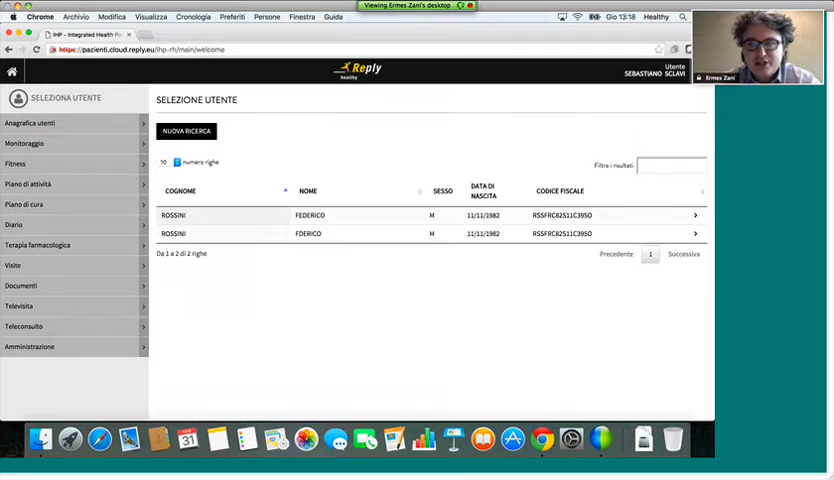 Viewing Ermes Zani's desktop
Chrome Archivio Modifica Visualizza Cronologia Preferiti Persone Finestra Guida
Gio 13:18 Healthy
IHP - Integrated Health Po
https://pazienti.cloud.reply.eu/ihp-rh/main/welcome
Reply
healthy
Utente
SEBASTIANO SCLAVI
Ermes Zani
SELEZIONA UTENTE
Anagrafica utenti
Monitoraggio
Fitness
Piano di attività
Piano di cura
Diario
Terapia farmacologica
Visite
Documenti
Televisita
Teleconsulto
Amministrazione
SELEZIONE UTENTE
NUOVA RICERCA
10 numero righe
Filtra i risultati
COGNOME NOME SESSO DATA DI NASCITA CODICE FISCALE
ROSSINI FEDERICO M 11/11/1982 RSSFRC82S11C395O
ROSSINI FDERICO M 11/11/1982 RSSFRC82S11C395O
Da 1 a 2 di 2 righe
Precedente 1 Successiva
31